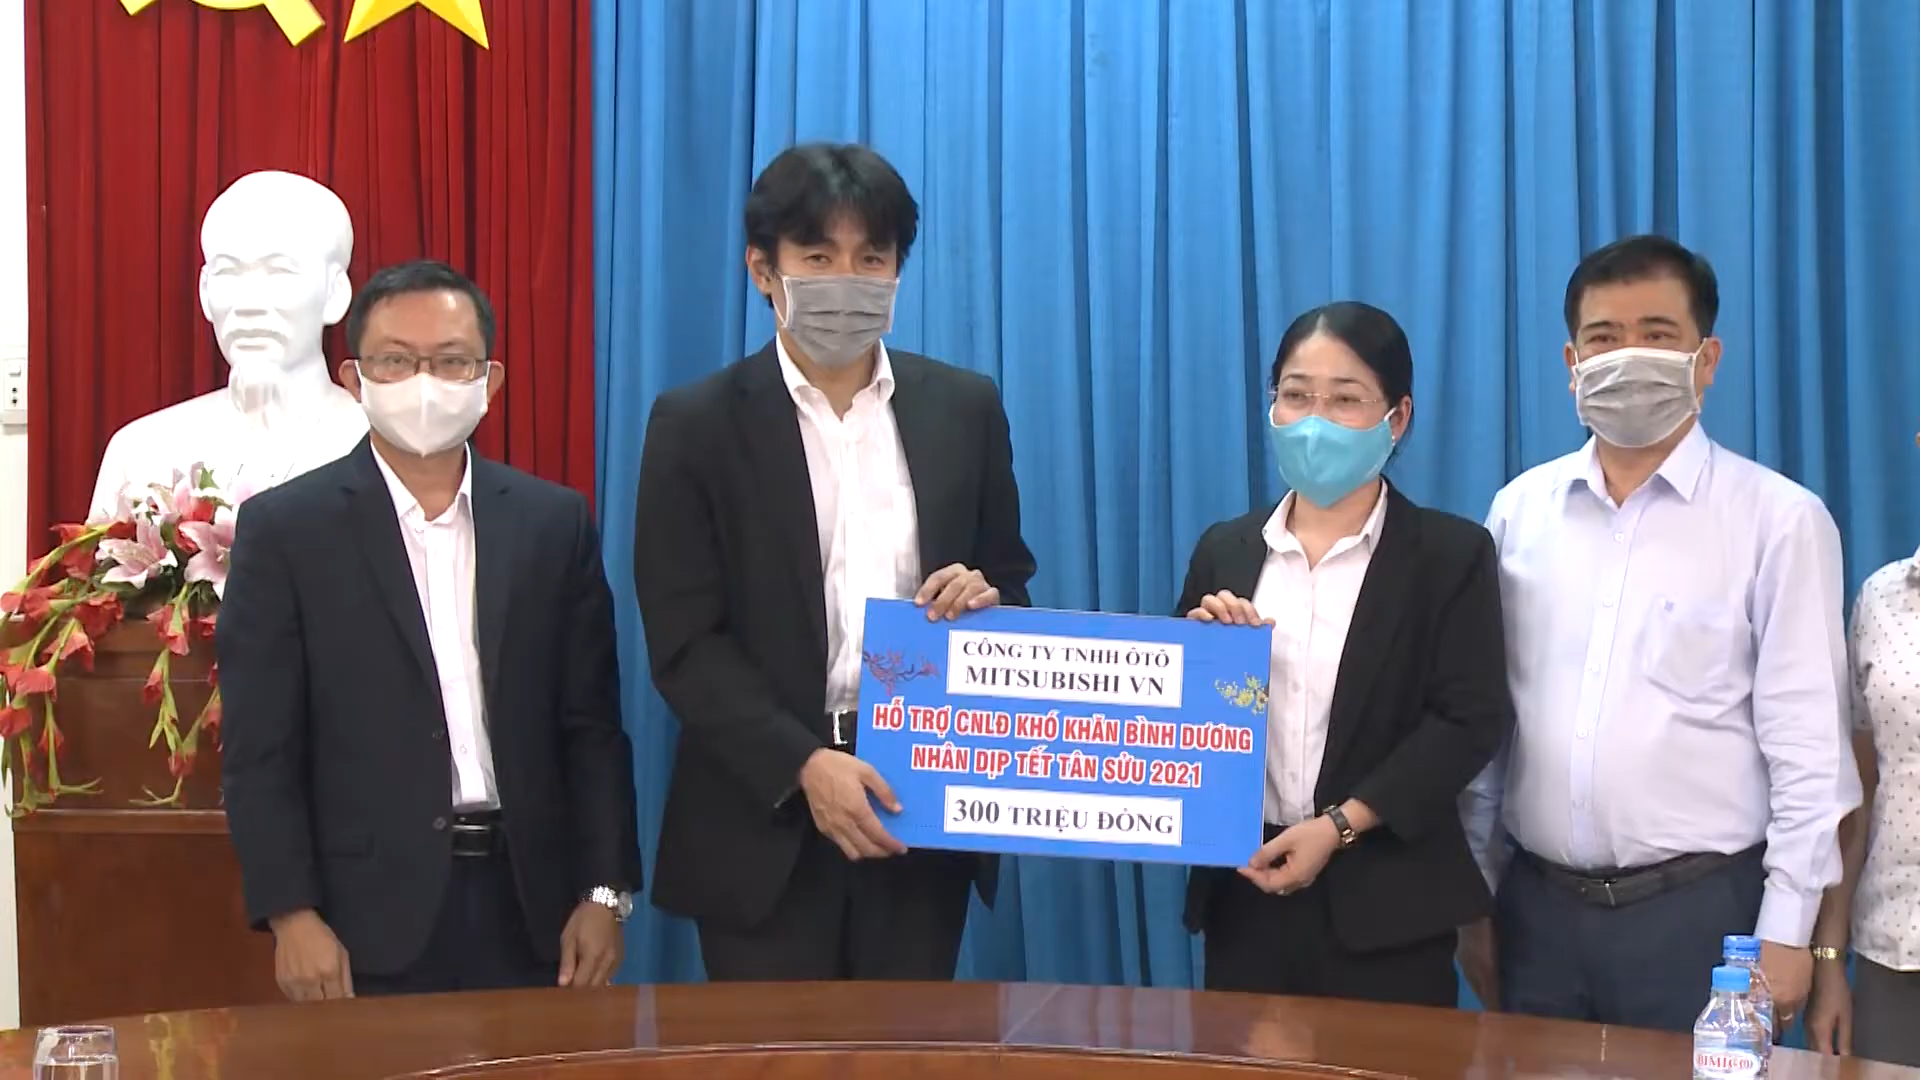 CÔNG TY TNHH ÔTÔ
MITSUBISHI VN
HỖ TRỢ CNLĐ KHÓ KHĂN BÌNH DƯƠNG
NHÂN DỊP TẾT TÂN SỬU 2021
300 TRIỆU ĐỒNG